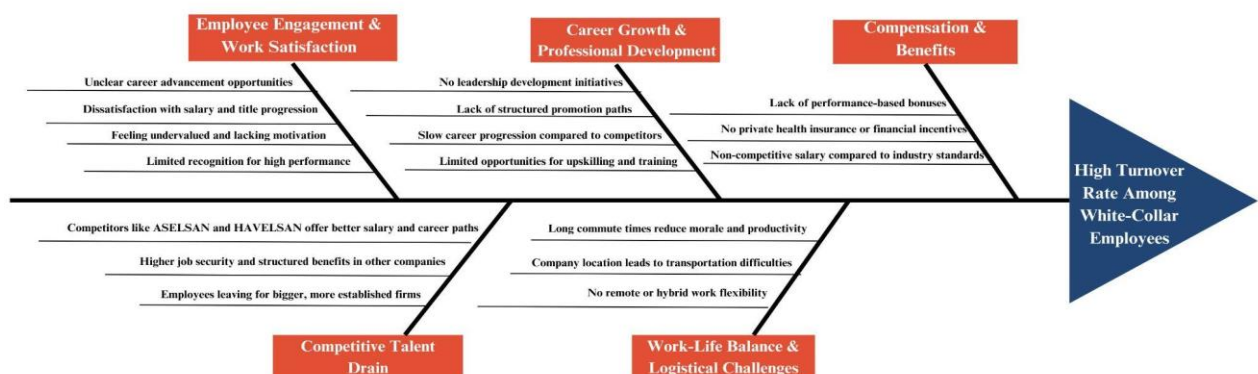 Employee Engagement &
Work Satisfaction
Career Growth &
Professional Development
Compensation &
Benefits
Unclear career advancement opportunities
Dissatisfaction with salary and title progression
Feeling undervalued and lacking motivation
Limited recognition for high performance
No leadership development initiatives
Lack of structured promotion paths
Slow career progression compared to competitors
Limited opportunities for upskilling and training
Lack of performance-based bonuses
No private health insurance or financial incentives
Non-competitive salary compared to industry standards
High Turnover
Rate Among
White-Collar
Employees
Competitors like ASELSAN and HAVELSAN offer better salary and career paths
Higher job security and structured benefits in other companies
Employees leaving for bigger, more established firms
Long commute times reduce morale and productivity
Company location leads to transportation difficulties
No remote or hybrid work flexibility
Competitive Talent
Drain
Work-Life Balance &
Logistical Challenges